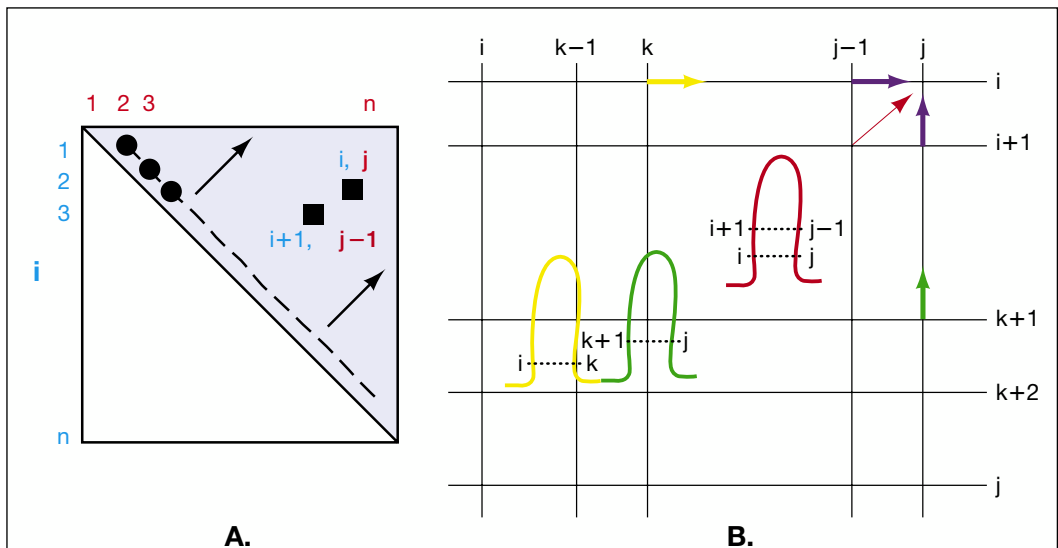 1 2 3 n
1
2
3
i
n
i, j
i+1, j−1
A.
i k−1 k j−1 j
i
i+1
k+1
k+2
j
i+1 j−1
i j
k+1 j
i k
B.